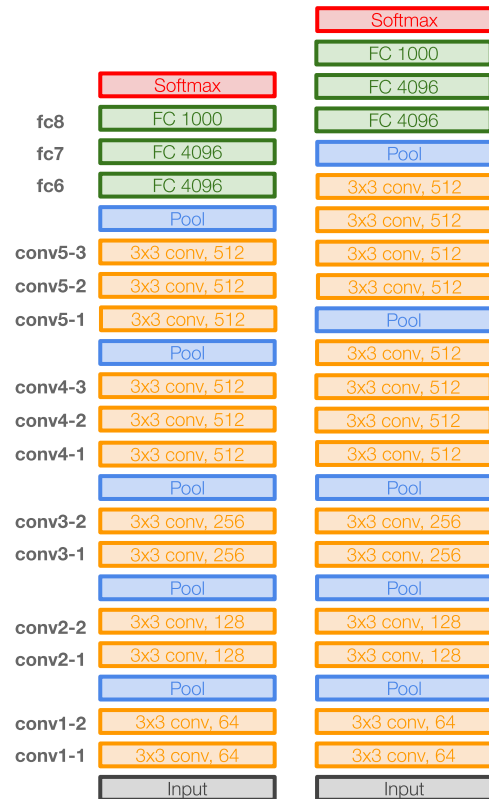 Softmax
fc8 FC 1000
fc7 FC 4096
fc6 FC 4096
Pool
conv5-3 3x3 conv, 512
conv5-2 3x3 conv, 512
conv5-1 3x3 conv, 512
Pool
conv4-3 3x3 conv, 512
conv4-2 3x3 conv, 512
conv4-1 3x3 conv, 512
Pool
conv3-2 3x3 conv, 256
conv3-1 3x3 conv, 256
Pool
conv2-2 3x3 conv, 128
conv2-1 3x3 conv, 128
Pool
conv1-2 3x3 conv, 64
conv1-1 3x3 conv, 64
Input
Softmax
FC 1000
FC 4096
FC 4096
Pool
3x3 conv, 512
3x3 conv, 512
3x3 conv, 512
3x3 conv, 512
Pool
3x3 conv, 512
3x3 conv, 512
3x3 conv, 512
3x3 conv, 512
Pool
3x3 conv, 256
3x3 conv, 256
Pool
3x3 conv, 128
3x3 conv, 128
Pool
3x3 conv, 64
3x3 conv, 64
Input